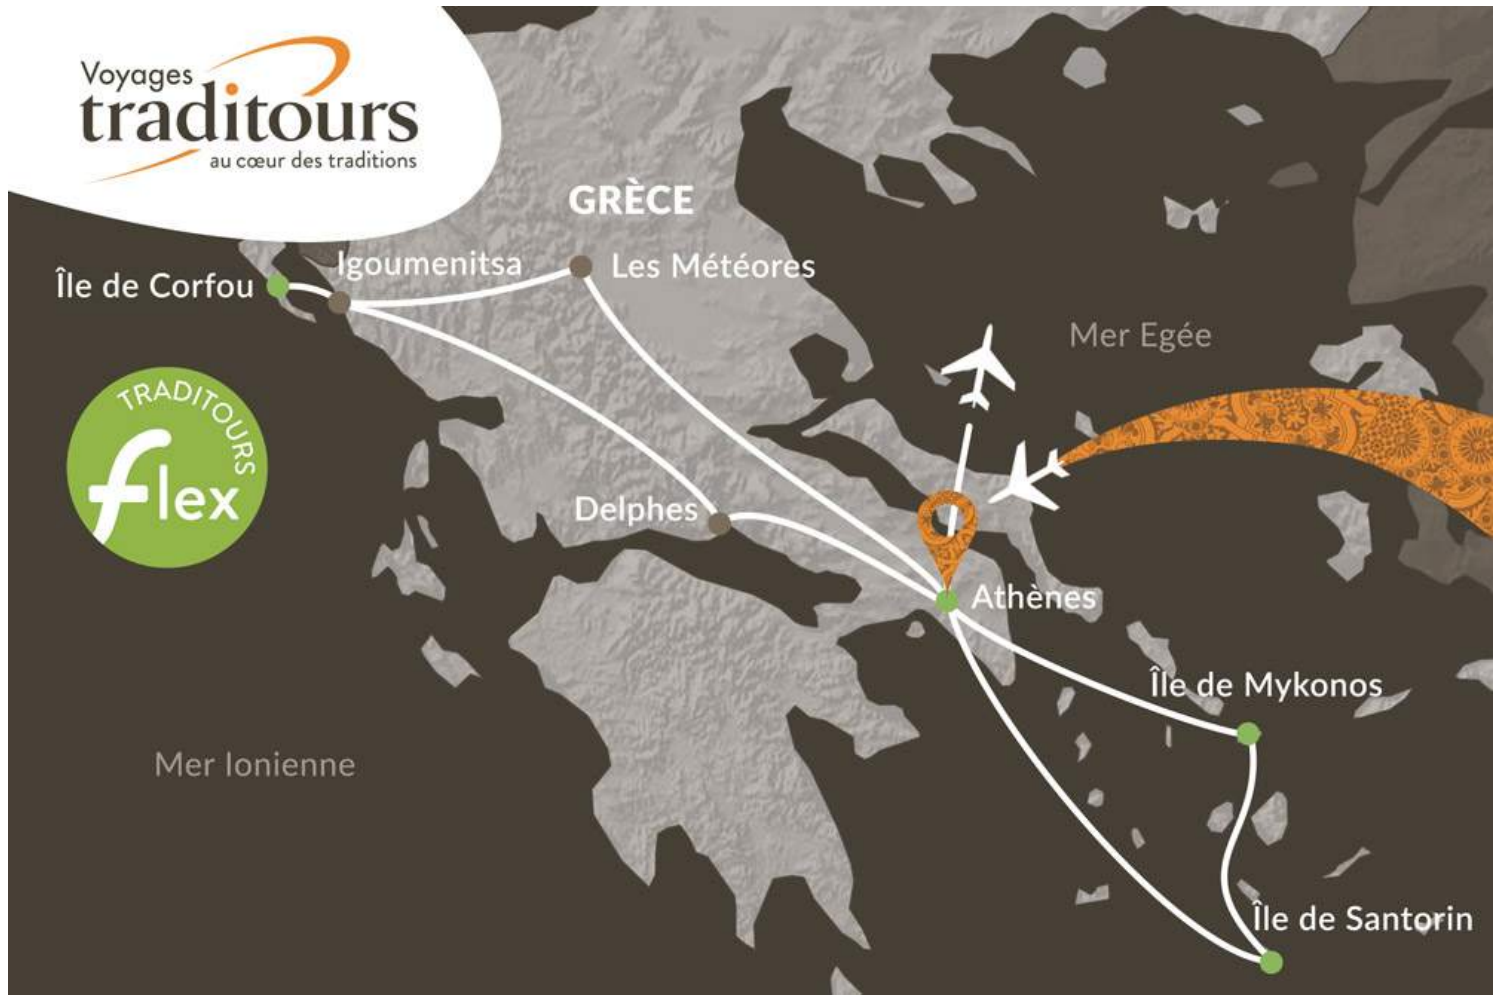 Voyages
traditours
au cœur des traditions
GRÈCE
Igoumenitsa
Les Météores
Île de Corfou
Mer Egée
TRADITOURS
flex
Delphes
Athènes
Île de Mykonos
Mer Ionienne
Île de Santorin